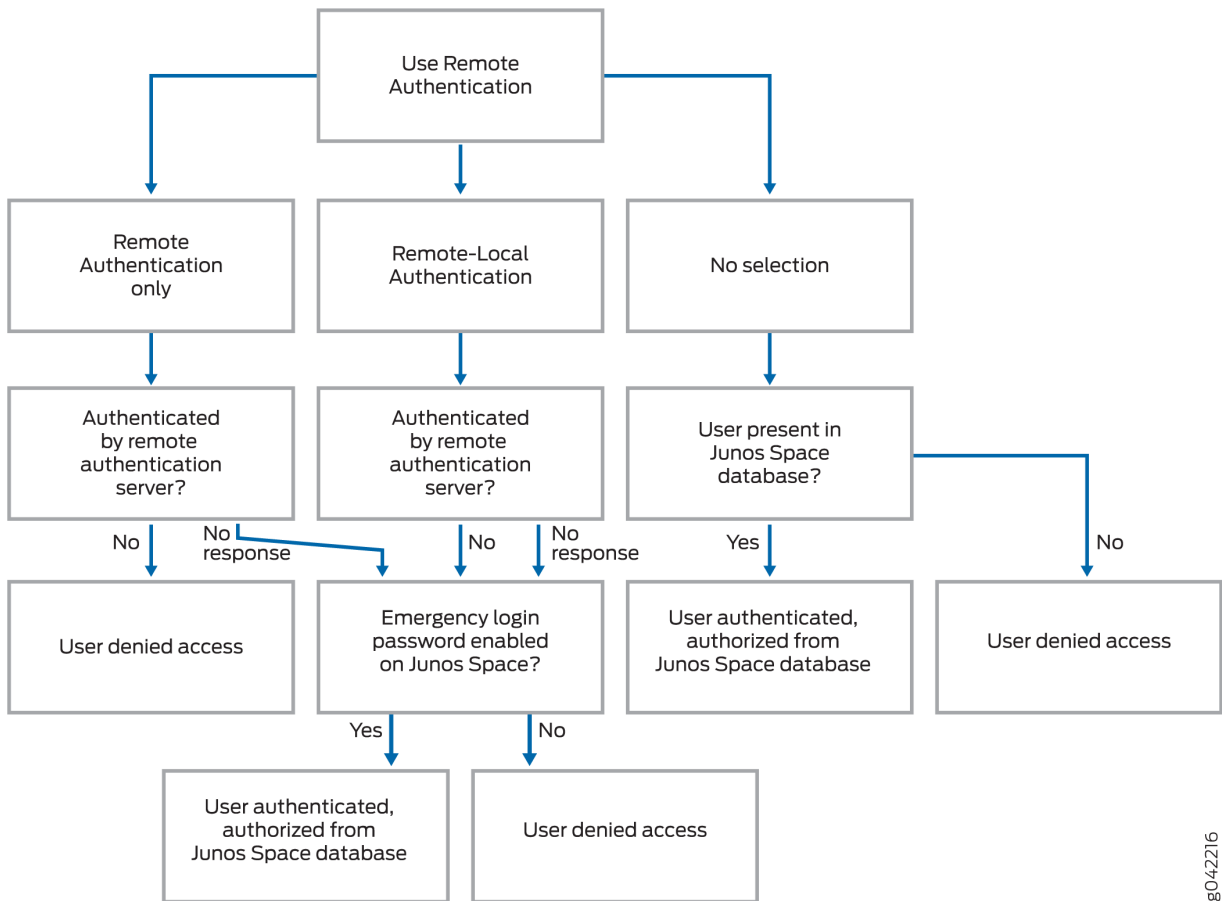 Use Remote
Authentication
Remote
Authentication
only
Remote-Local
Authentication
No selection
Authenticated
by remote
authentication
server?
Authenticated
by remote
authentication
server?
User present in
Junos Space
database?
No
No
response
No
No
response
Yes
No
User denied access
Emergency login
password enabled
on Junos Space?
User authenticated,
authorized from
Junos Space database
User denied access
Yes
No
User authenticated,
authorized from
Junos Space database
User denied access
g042216